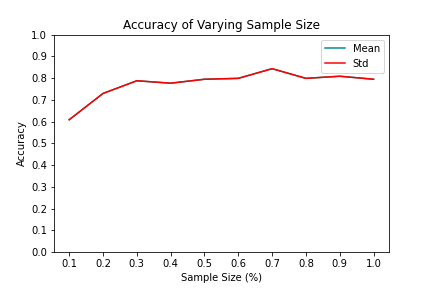 Accuracy of Varying Sample Size
Mean
Std
Accuracy
1.0
0.9
0.8
0.7
0.6
0.5
0.4
0.3
0.2
0.1
0.0
0.1 0.2 0.3 0.4 0.5 0.6 0.7 0.8 0.9 1.0
Sample Size (%)